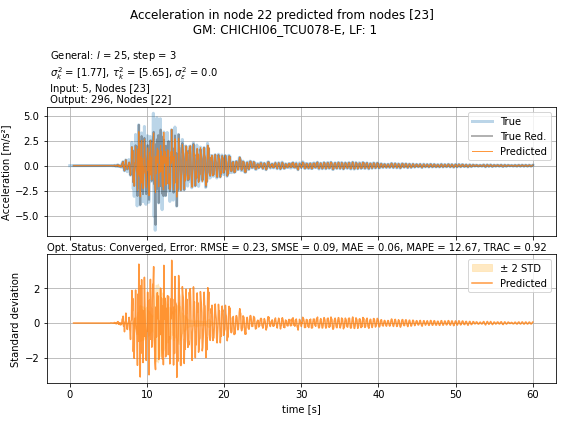 Acceleration in node 22 predicted from nodes [23]
GM: CHICHI06_TCU078-E, LF: 1
General: l = 25, step = 3
σ²ₖ = [1.77], τ²ₖ = [5.65], σ²ε = 0.0
Input: 5, Nodes [23]
Output: 296, Nodes [22]
Acceleration [m/s²]
5.0
2.5
0.0
−2.5
−5.0
True
True Red.
Predicted
Opt. Status: Converged, Error: RMSE = 0.23, SMSE = 0.09, MAE = 0.06, MAPE = 12.67, TRAC = 0.92
Standard deviation
2
0
−2
± 2 STD
Predicted
0 10 20 30 40 50 60
time [s]